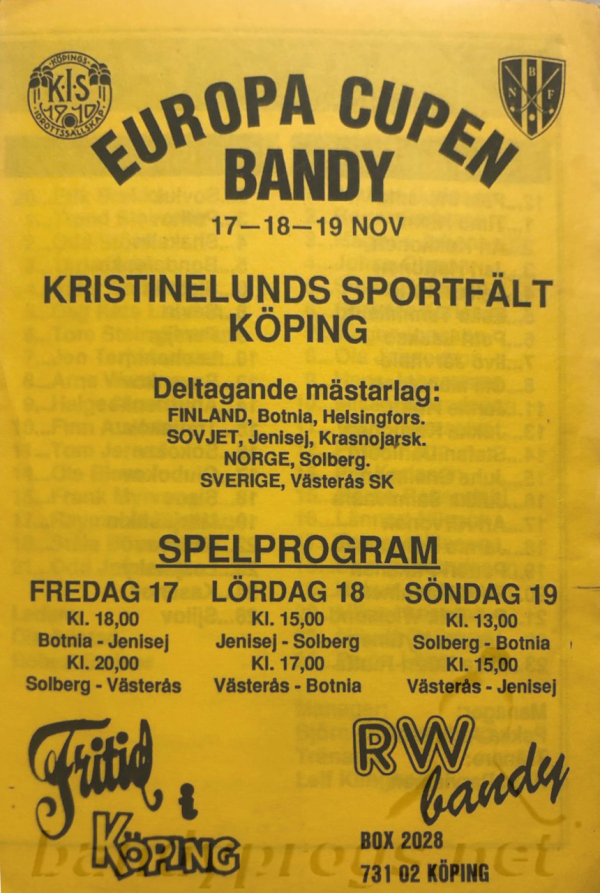 KÖPINGS
K.I.S
1910
IDROTTSSÄLLSKAP
N B F
EUROPA CUPEN
BANDY
17–18–19 NOV
KRISTINELUNDS SPORTFÄLT
KÖPING
Deltagande mästarlag:
FINLAND, Botnia, Helsingfors.
SOVJET, Jenisej, Krasnojarsk.
NORGE, Solberg.
SVERIGE, Västerås SK
SPELPROGRAM
FREDAG 17
Kl. 18,00
Botnia - Jenisej
Kl. 20,00
Solberg - Västerås
LÖRDAG 18
Kl. 15,00
Jenisej - Solberg
Kl. 17,00
Västerås - Botnia
SÖNDAG 19
Kl. 13,00
Solberg - Botnia
Kl. 15,00
Västerås - Jenisej
Fritid
i
KÖPING
RW
bandy
BOX 2028
731 02 KÖPING
bandyprogs.net